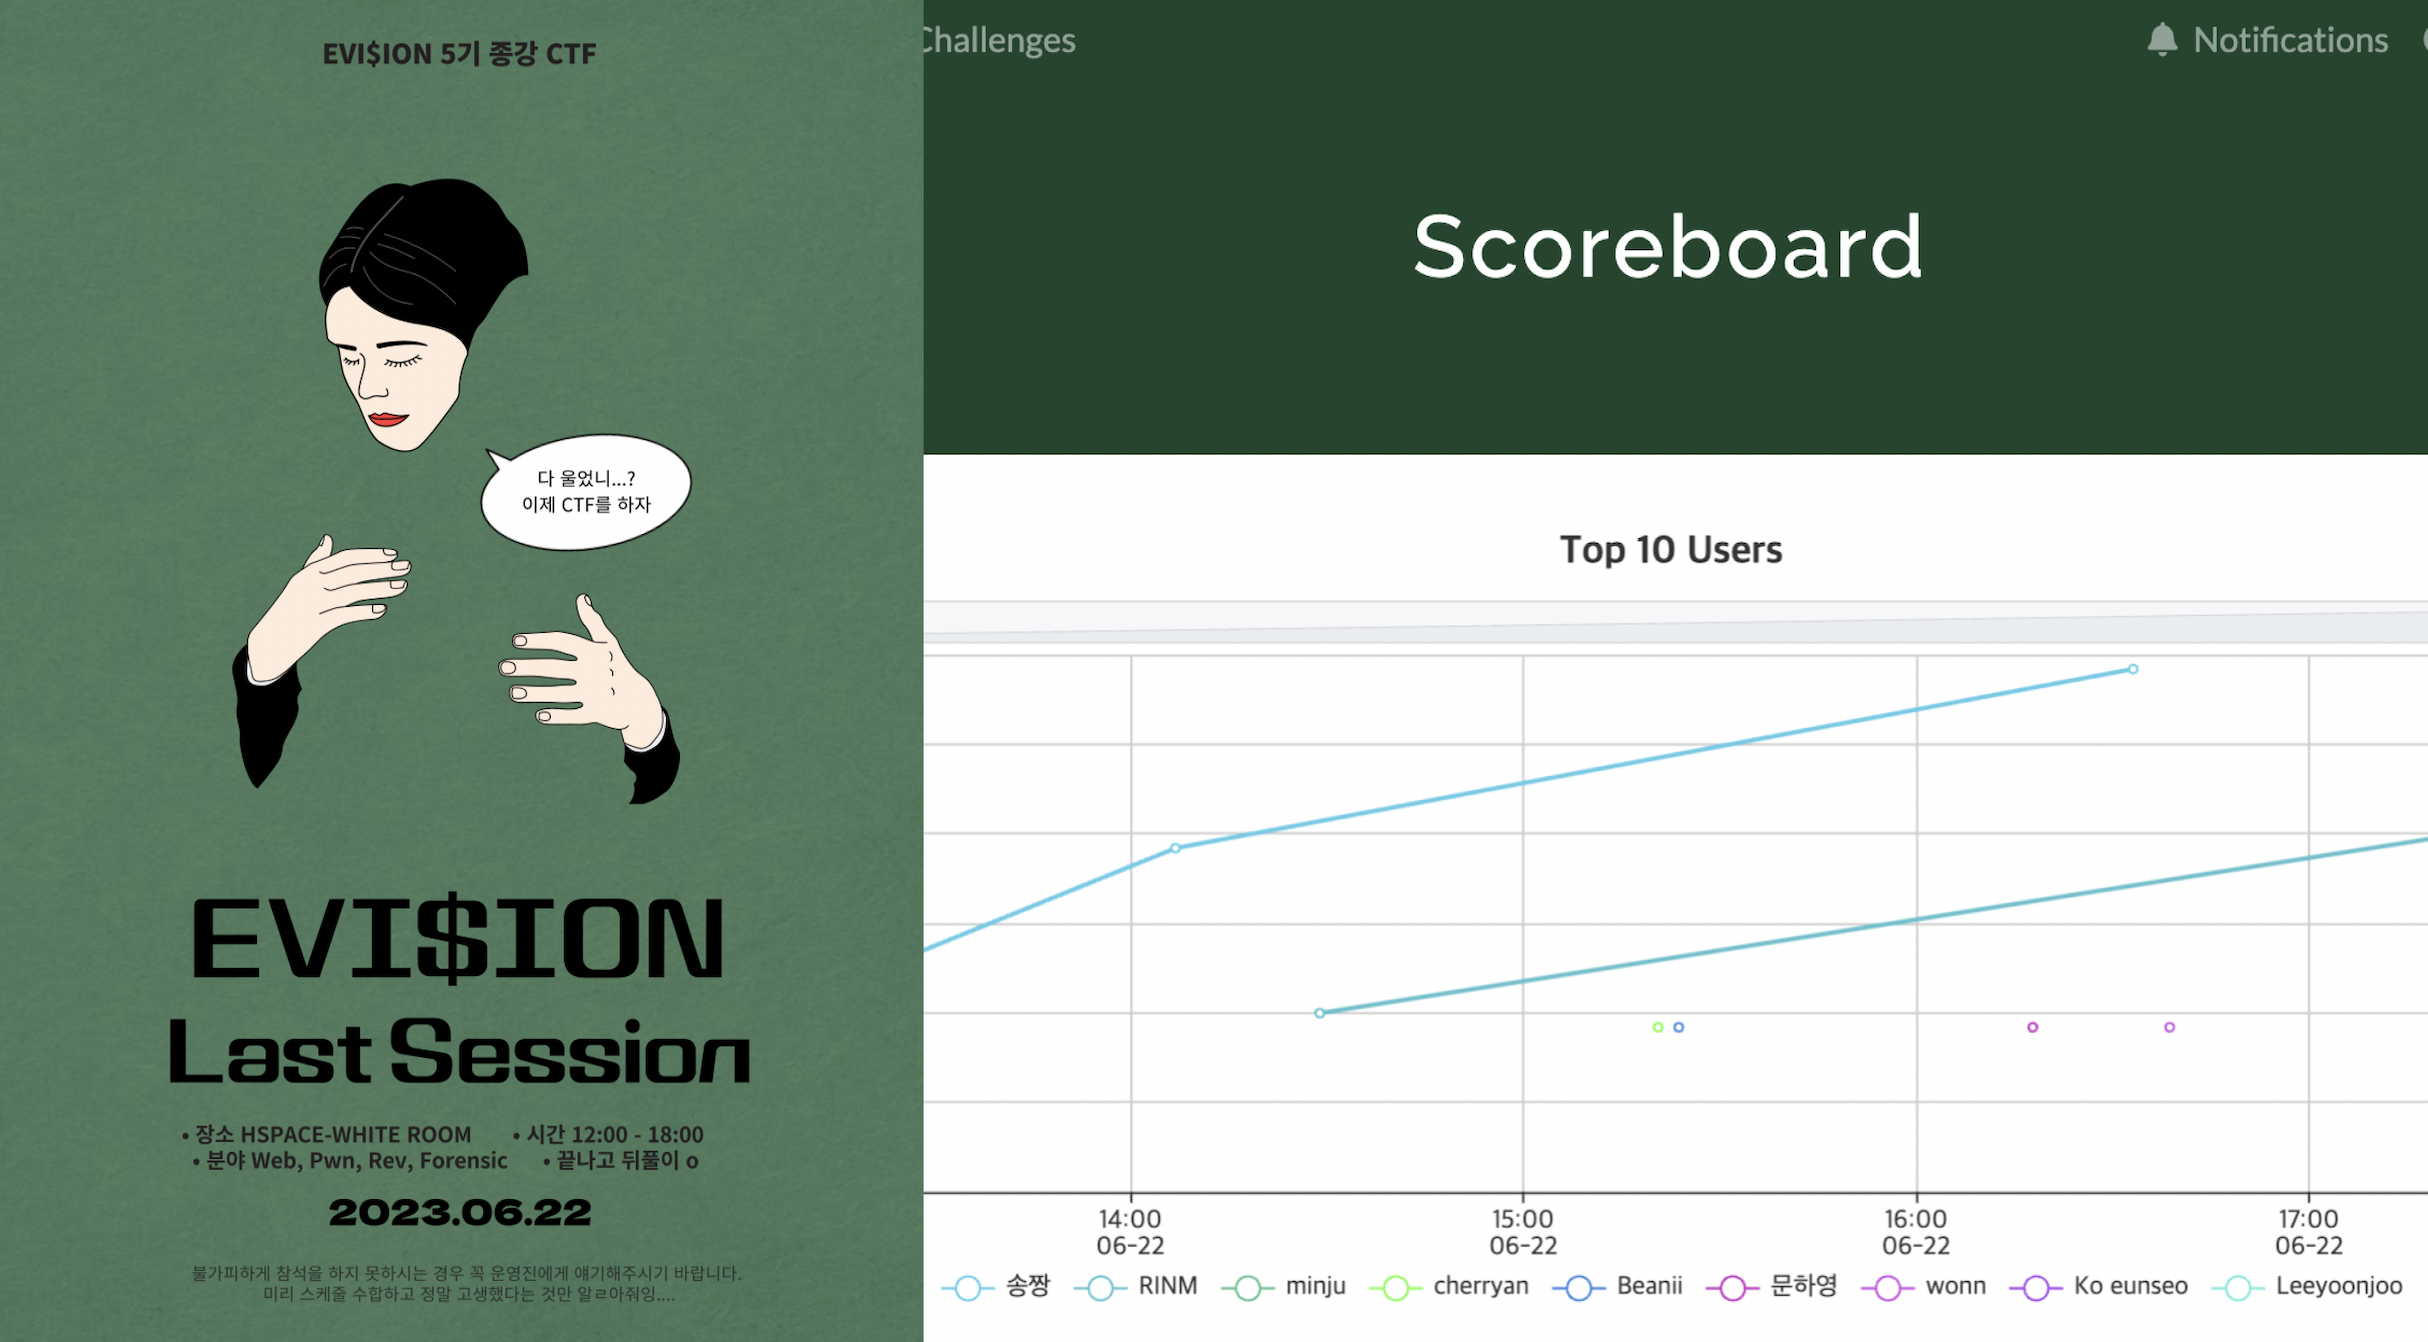 EVI$ION 5기 종강 CTF
다 울었니...?
이제 CTF를 하자
EVI$ION
Last Session
• 장소 HSPACE-WHITE ROOM • 시간 12:00 - 18:00
• 분야 Web, Pwn, Rev, Forensic • 끝나고 뒤풀이 o
2023.06.22
불가피하게 참석을 하지 못하시는 경우 꼭 운영진에게 얘기해주시기 바랍니다.
미리 스케줄 수합하고 정말 고생했다는 것만 알ㄹ아줘잉....
Challenges Notifications
Scoreboard
Top 10 Users
14:00 15:00 16:00 17:00
06-22 06-22 06-22 06-22
송짱 RINM minju cherryan Beanii 문하영 wonn Ko eunseo Leeyoonjoo